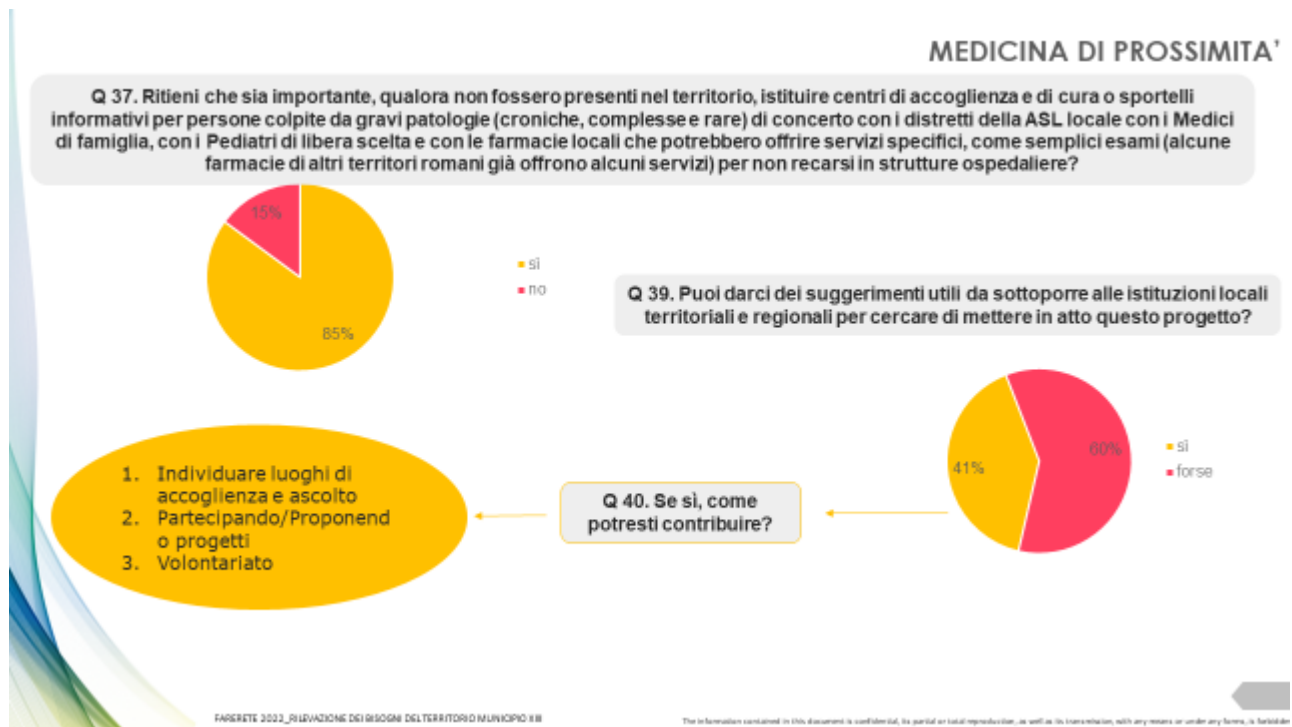 MEDICINA DI PROSSIMITA'
Q 37. Ritieni che sia importante, qualora non fossero presenti nel territorio, istituire centri di accoglienza e di cura o sportelli
informativi per persone colpite da gravi patologie (croniche, complesse e rare) di concerto con i distretti della ASL locale con i Medici
di famiglia, con i Pediatri di libera scelta e con le farmacie locali che potrebbero offrire servizi specifici, come semplici esami (alcune
farmacie di altri territori romani già offrono alcuni servizi) per non recarsi in strutture ospedaliere?
15%
85%
sì
no
Q 39. Puoi darci dei suggerimenti utili da sottoporre alle istituzioni locali
territoriali e regionali per cercare di mettere in atto questo progetto?
60%
41%
sì
forse
Q 40. Se sì, come
potresti contribuire?
1. Individuare luoghi di
accoglienza e ascolto
2. Partecipando/Proponend
o progetti
3. Volontariato
FARERETE 2022_RILEVAZIONE DEI BISOGNI DEL TERRITORIO MUNICIPIO XIII
The information contained in this document is confidential, its partial or total reproduction, as well as its transmission, with any means or under any forms, is forbidden